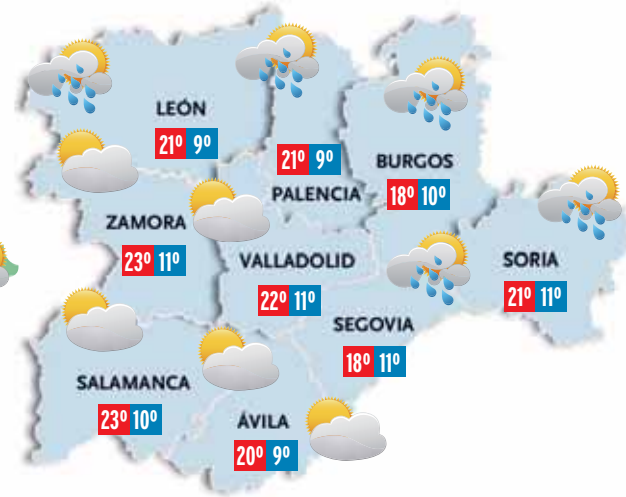 LEÓN
21º 9º
21º 9º
PALENCIA
BURGOS
18º 10º
ZAMORA
23º 11º
VALLADOLID
22º 11º
SORIA
21º 11º
SEGOVIA
18º 11º
SALAMANCA
23º 10º
ÁVILA
20º 9º